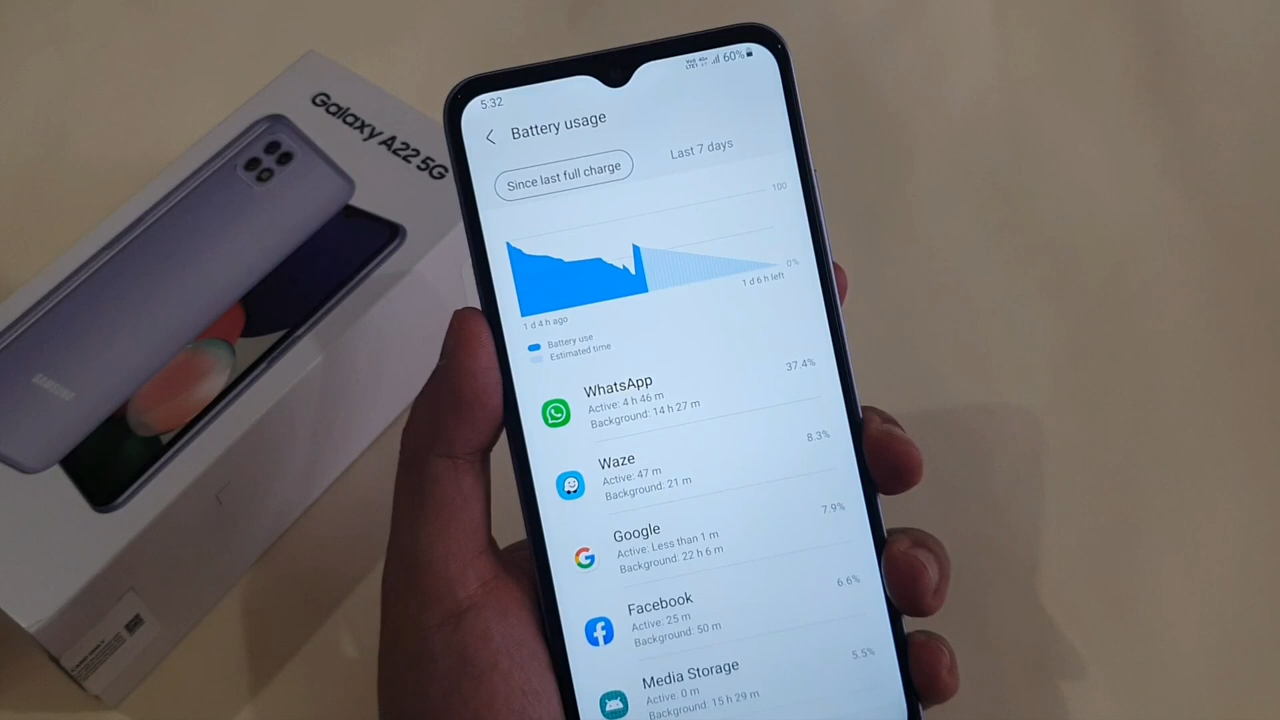 Galaxy A22 5G
SAMSUNG
5:32
60%
Battery usage
Since last full charge
Last 7 days
100
0%
1 d 4 h ago
1 d 6 h left
Battery use
Estimated time
WhatsApp
37.4%
Active: 4 h 46 m
Background: 14 h 27 m
Waze
8.3%
Active: 47 m
Background: 21 m
Google
7.9%
Active: Less than 1 m
Background: 22 h 6 m
Facebook
6.6%
Active: 25 m
Background: 50 m
Media Storage
5.5%
Active: 0 m
Background: 15 h 29 m